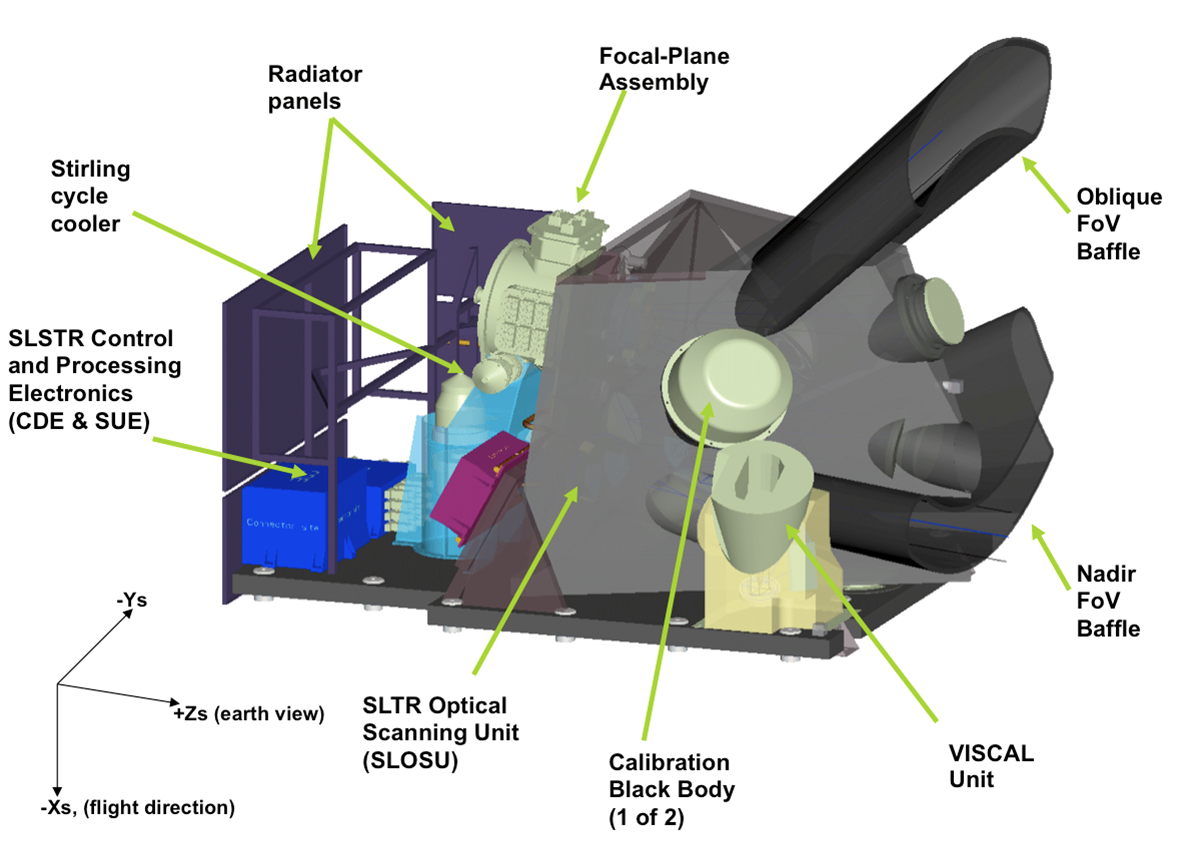 Focal-Plane
Assembly
Radiator
panels
Stirling
cycle
cooler
Oblique
FoV
Baffle
SLSTR Control
and Processing
Electronics
(CDE & SUE)
Nadir
FoV
Baffle
-Ys
+Zs (earth view)
-Xs, (flight direction)
SLTR Optical
Scanning Unit
(SLOSU)
Calibration
Black Body
(1 of 2)
VISCAL
Unit